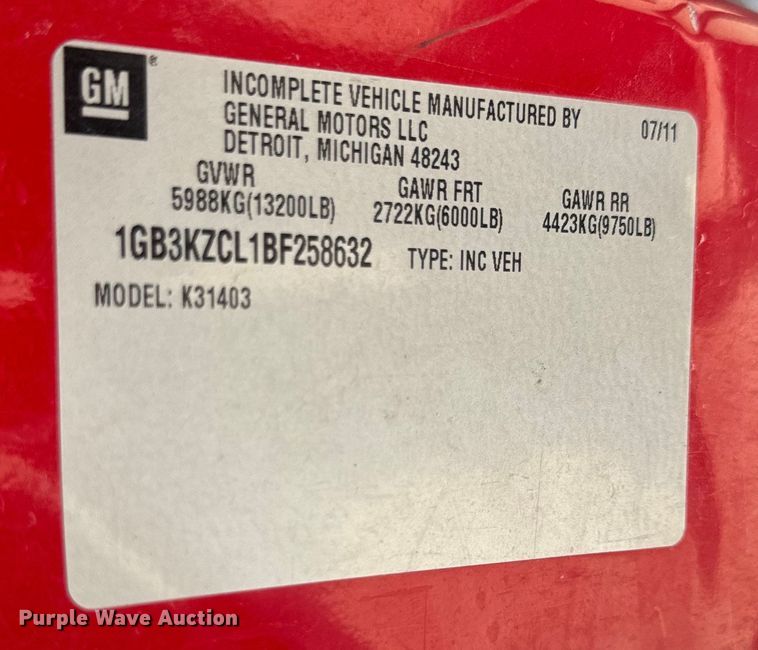 GM®
INCOMPLETE VEHICLE MANUFACTURED BY
GENERAL MOTORS LLC
07/11
DETROIT, MICHIGAN 48243
GVWR GAWR FRT GAWR RR
5988KG(13200LB) 2722KG(6000LB) 4423KG(9750LB)
1GB3KZCL1BF258632 TYPE: INC VEH
MODEL: K31403
Purple Wave Auction